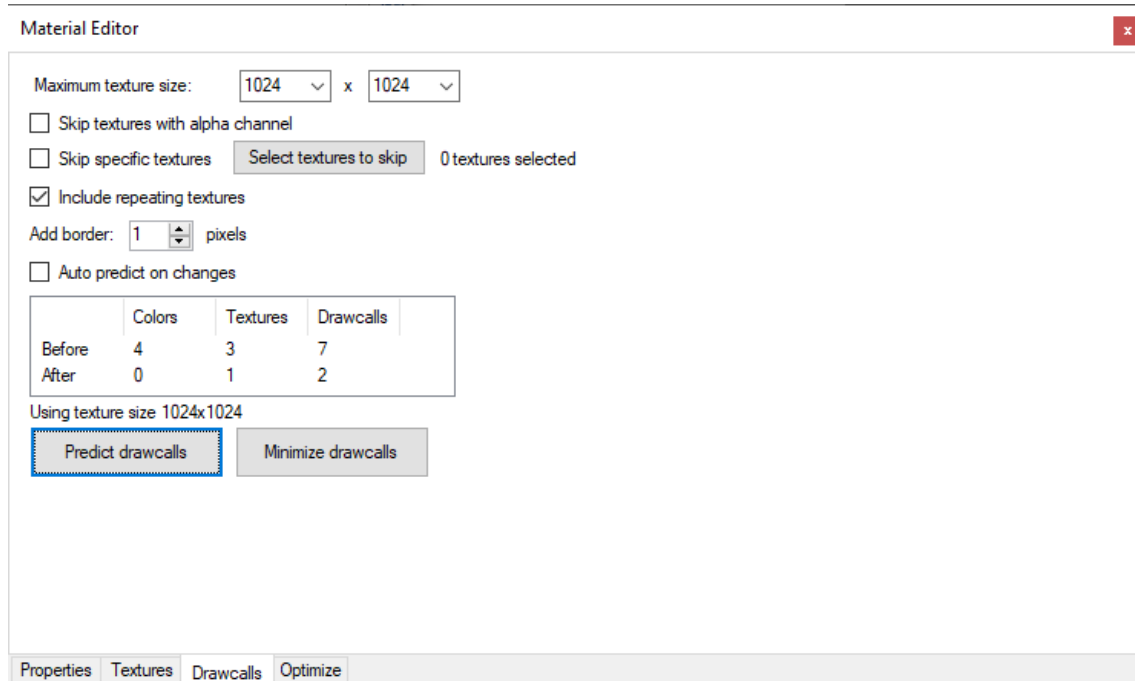 Material Editor
x
Maximum texture size: 1024 x 1024
Skip textures with alpha channel
Skip specific textures Select textures to skip 0 textures selected
Include repeating textures
Add border: 1 pixels
Auto predict on changes
Colors Textures Drawcalls
Before 4 3 7
After 0 1 2
Using texture size 1024x1024
Predict drawcalls Minimize drawcalls
Properties Textures Drawcalls Optimize